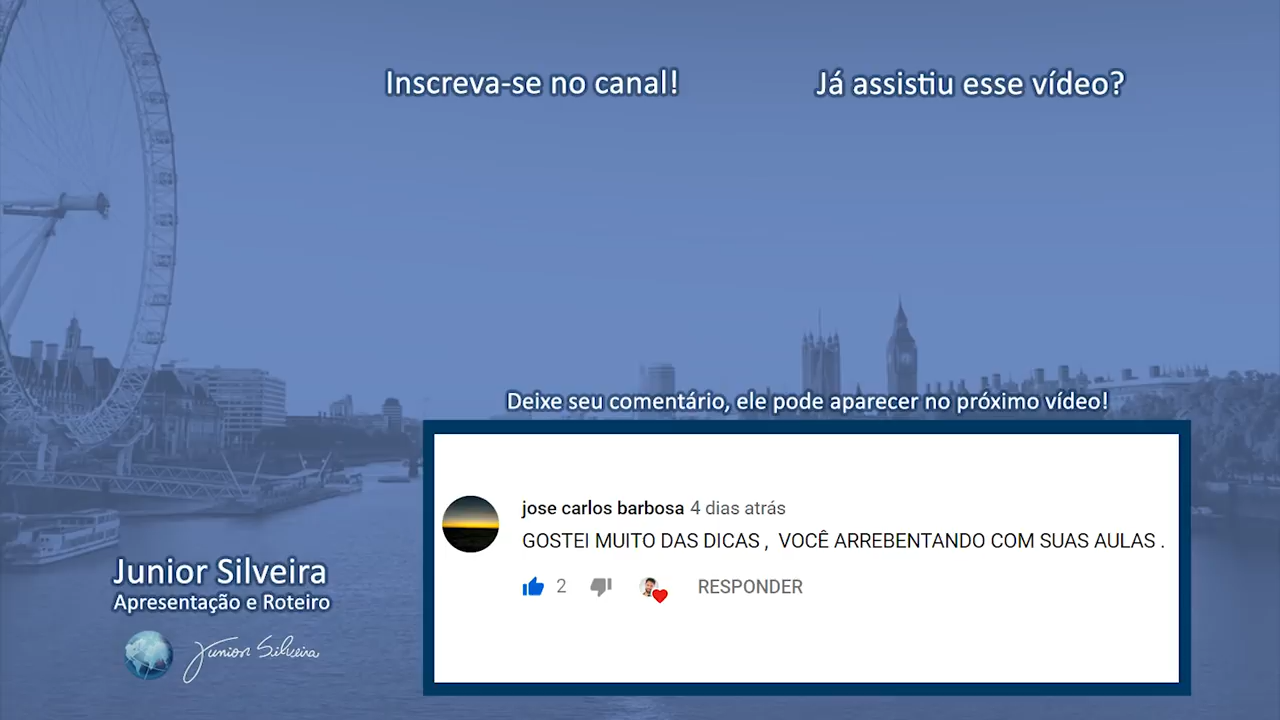 Inscreva-se no canal!
Já assistiu esse vídeo?
Deixe seu comentário, ele pode aparecer no próximo vídeo!
jose carlos barbosa 4 dias atrás
GOSTEI MUITO DAS DICAS , VOCÊ ARREBENTANDO COM SUAS AULAS .
2
RESPONDER
Junior Silveira
Apresentação e Roteiro
Junior Silveira